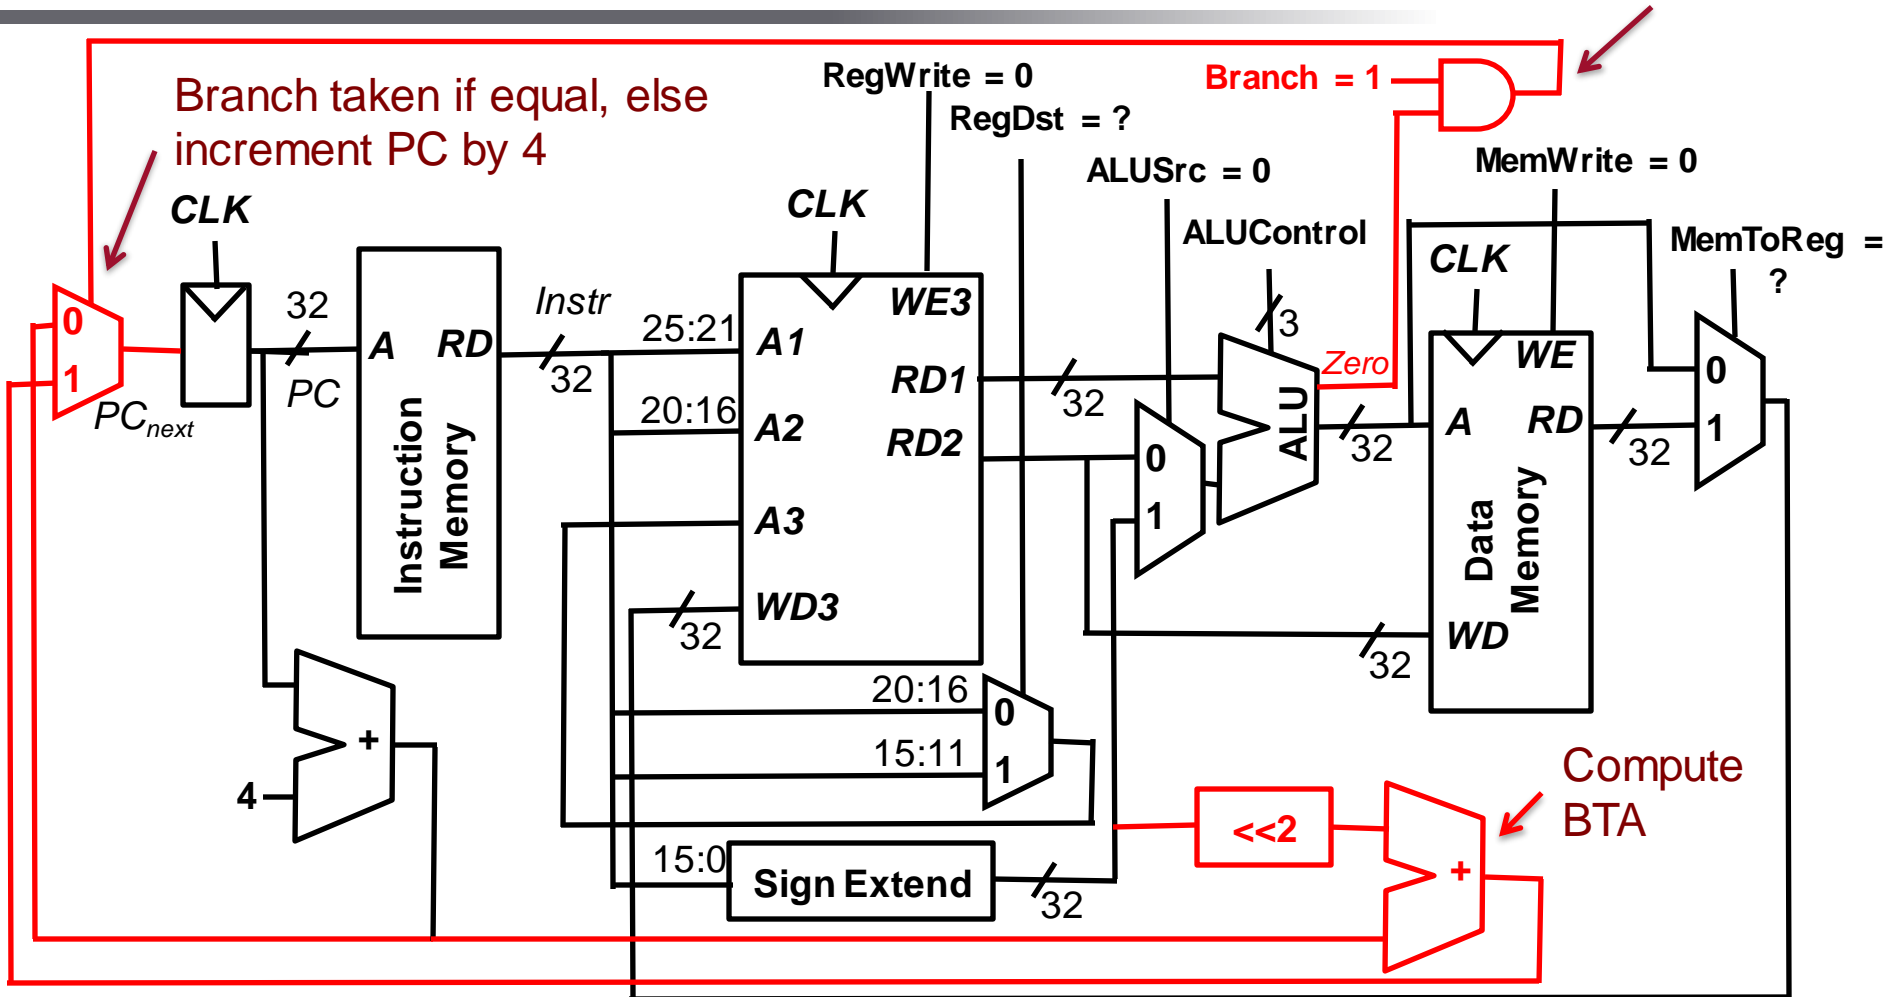 Branch taken if equal, else
increment PC by 4
RegWrite = 0
RegDst = ?
Branch = 1
ALUSrc = 0
MemWrite = 0
ALUControl
MemToReg =
?
CLK
CLK
CLK
0
1
PCnext
32
PC
A
RD
Instruction
Memory
Instr
32
25:21
20:16
A1
A2
A3
WD3
WE3
RD1
RD2
32
32
0
1
3
Zero
ALU
32
A
RD
WE
WD
Data
Memory
32
32
0
1
4
+
20:16
15:11
0
1
15:0
Sign Extend
32
<<2
+
Compute
BTA